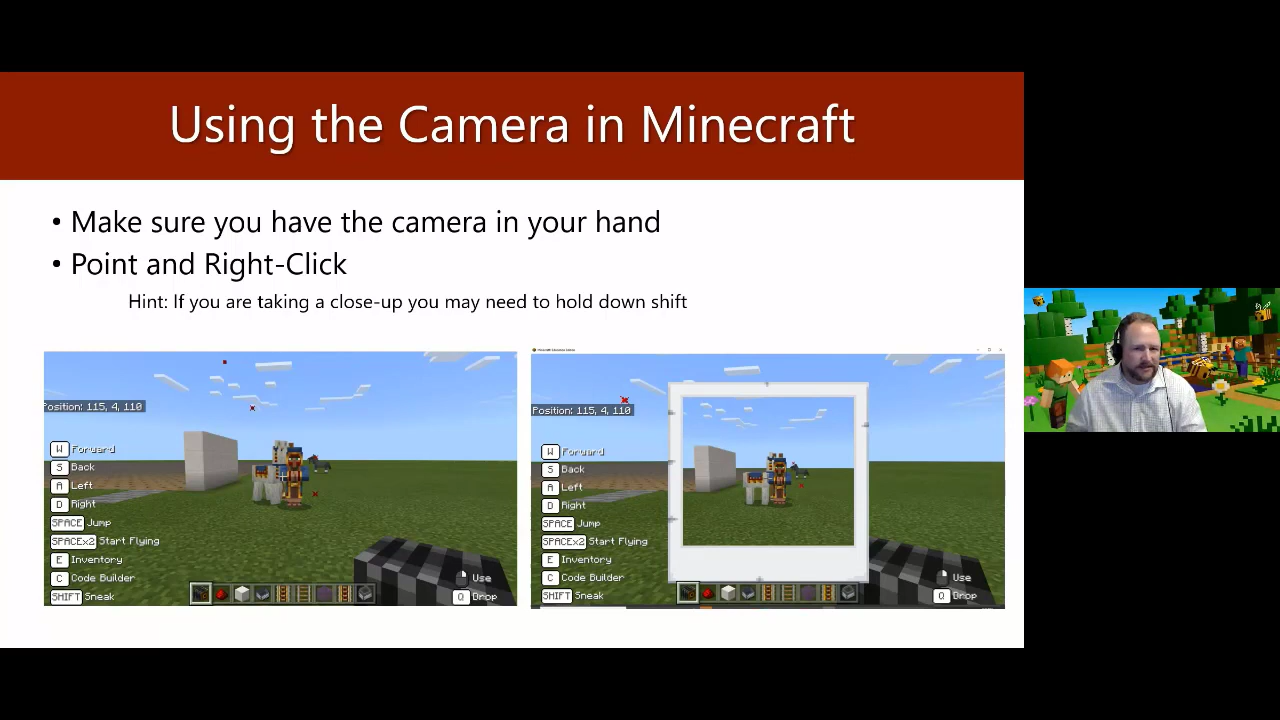 Using the Camera in Minecraft
• Make sure you have the camera in your hand
• Point and Right-Click
Hint: If you are taking a close-up you may need to hold down shift
Position: 115, 4, 110
W Forward
S Back
A Left
D Right
SPACE Jump
SPACEx2 Start Flying
E Inventory
C Code Builder
SHIFT Sneak
Use
Q Drop
Position: 115, 4, 110
W Forward
S Back
A Left
D Right
SPACE Jump
SPACEx2 Start Flying
E Inventory
C Code Builder
SHIFT Sneak
Use
Q Drop